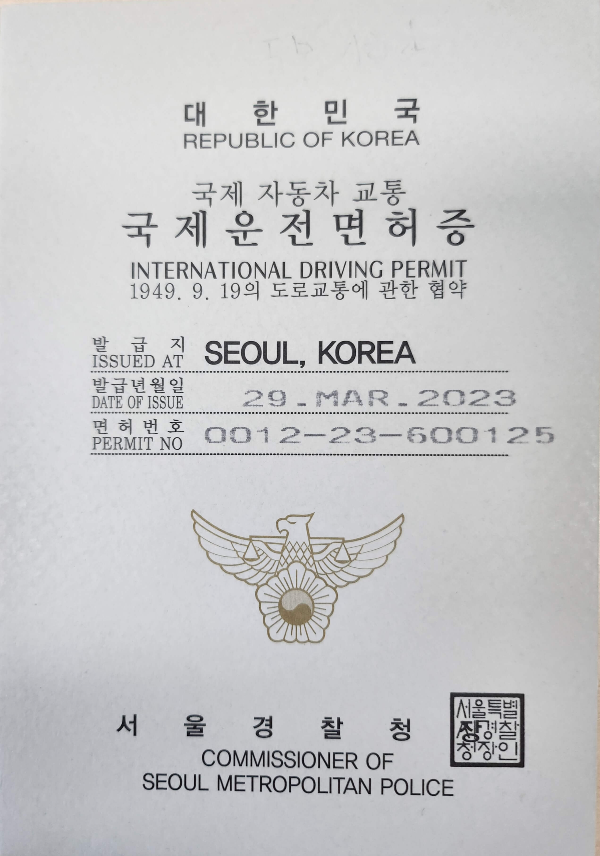 대 한 민 국
REPUBLIC OF KOREA
국제 자동차 교통
국제운전면허증
INTERNATIONAL DRIVING PERMIT
1949. 9. 19의 도로교통에 관한 협약
발 급 지
ISSUED AT SEOUL, KOREA
발급년월일
DATE OF ISSUE 29.MAR.2023
면허번호
PERMIT NO 0012-23-600125
서 울 경 찰 청
COMMISSIONER OF
SEOUL METROPOLITAN POLICE
서울특별
시경찰
청장인